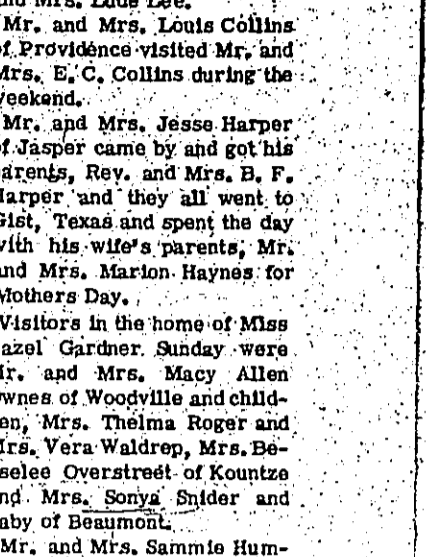 and Mrs. Lude Lee.
Mr. and Mrs. Louis Collins
of Providence visited Mr. and
Mrs. E. C. Collins during the
weekend.
Mr. and Mrs. Jesse Harper
of Jasper came by and got his
parents, Rev. and Mrs. B. F.
Harper and they all went to
Gist, Texas and spent the day
with his wife's parents, Mr.
and Mrs. Marion Haynes for
Mothers Day.
Visitors in the home of Miss
azel Gardner Sunday were
Mr. and Mrs. Macy Allen
ownes of Woodville and child-
ren, Mrs. Thelma Roger and
Mrs. Vera Waldrep, Mrs. Be-
selee Overstreet of Kountze
and Mrs. Sonya Snider and
baby of Beaumont.
Mr. and Mrs. Sammie Hum-